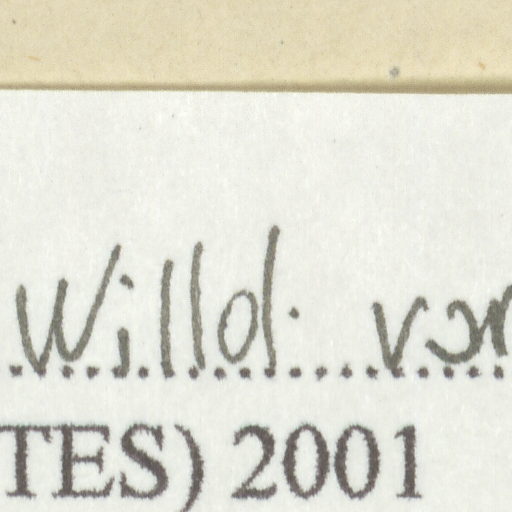 Willd. var
TES) 2001